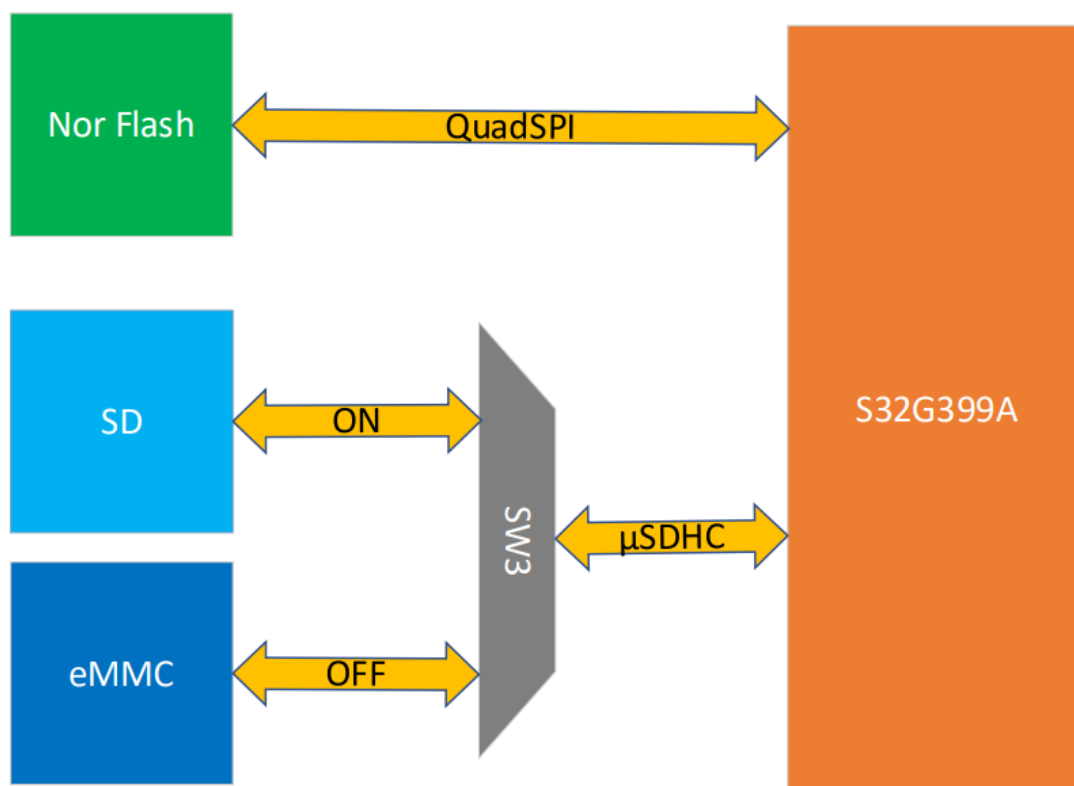 Nor Flash
QuadSPI
S32G399A
SD
ON
SW3
µSDHC
eMMC
OFF